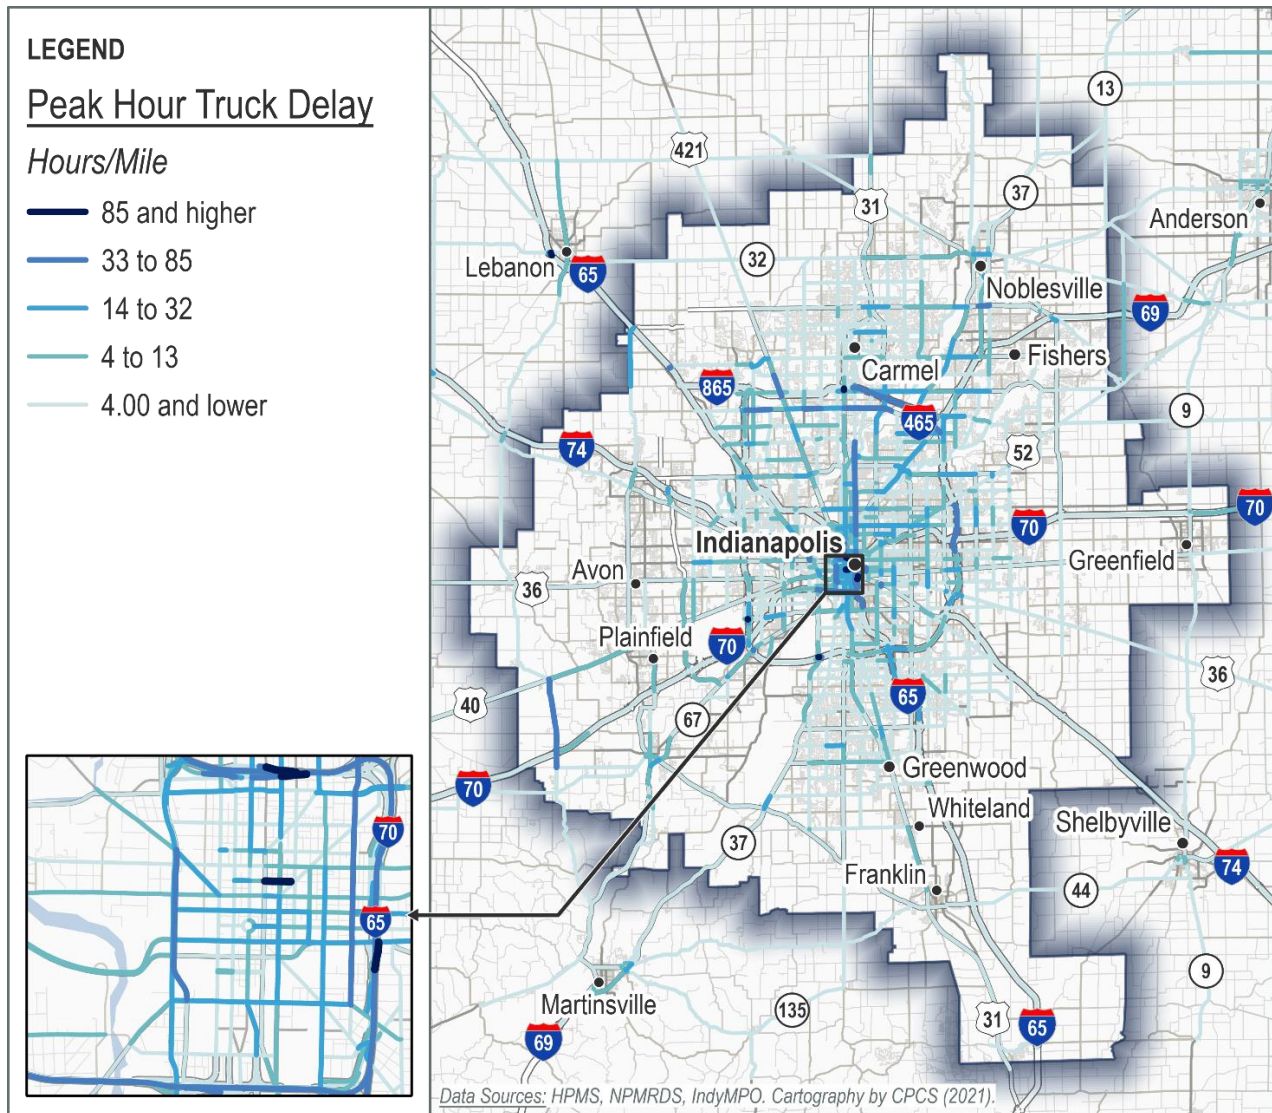 LEGEND
Peak Hour Truck Delay
Hours/Mile
85 and higher
33 to 85
14 to 32
4 to 13
4.00 and lower
13
421
37
31
Anderson
32
Lebanon
65
Noblesville
69
Fishers
Carmel
865
9
465
74
52
70
70
Indianapolis
Greenfield
Avon
36
Plainfield
70
36
65
40
67
Greenwood
70
Whiteland
Shelbyville
37
74
Franklin
44
9
Martinsville
135
31
65
69
70
65
Data Sources: HPMS, NPMRDS, IndyMPO. Cartography by CPCS (2021).